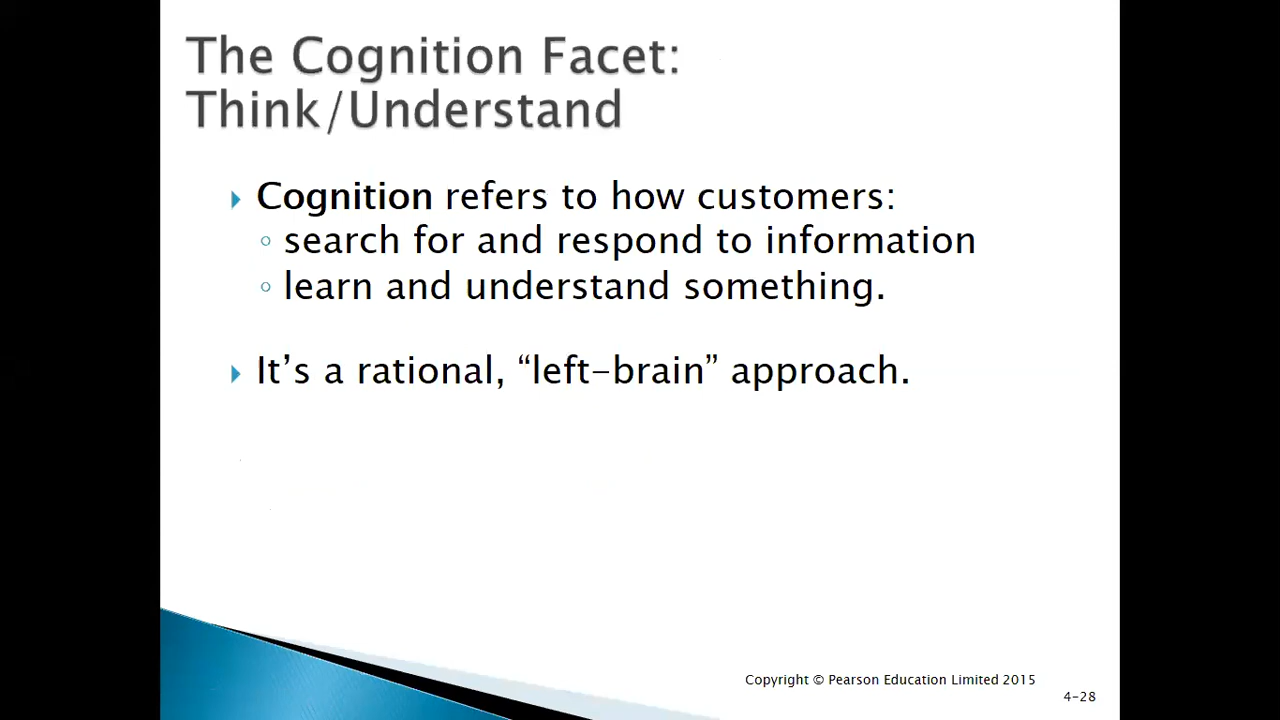 The Cognition Facet:
Think/Understand
Cognition refers to how customers:
search for and respond to information
learn and understand something.
It’s a rational, “left-brain” approach.
Copyright © Pearson Education Limited 2015
4-28